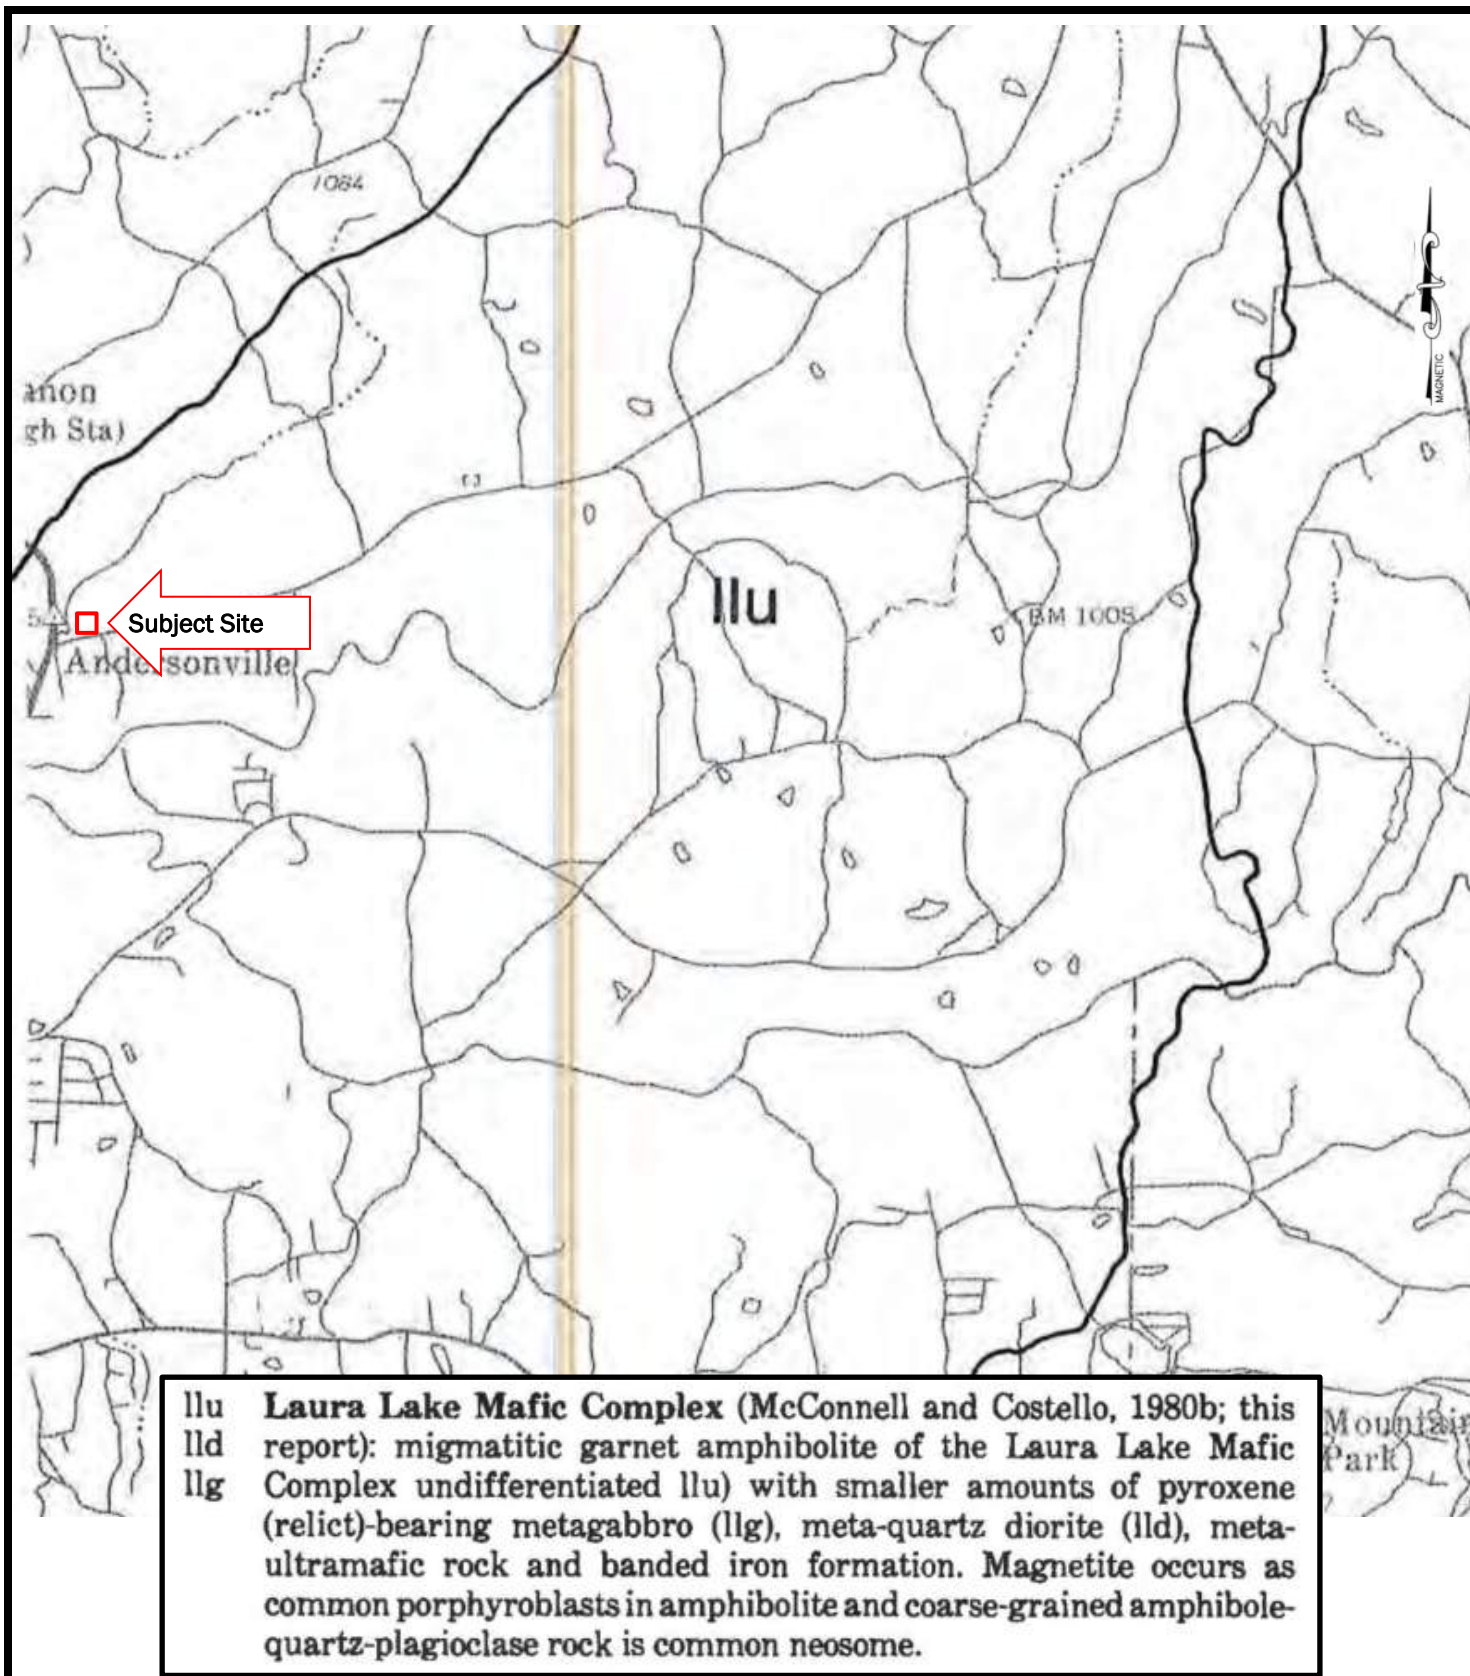 1084
MAGNETIC
anon
gh Sta)
llu
BM 1005
5
Subject Site
Andersonville
Mountain
Park
llu Laura Lake Mafic Complex (McConnell and Costello, 1980b; this
lld report): migmatitic garnet amphibolite of the Laura Lake Mafic
llg Complex undifferentiated llu) with smaller amounts of pyroxene
(relict)-bearing metagabbro (llg), meta-quartz diorite (lld), meta-
ultramafic rock and banded iron formation. Magnetite occurs as
common porphyroblasts in amphibolite and coarse-grained amphibole-
quartz-plagioclase rock is common neosome.